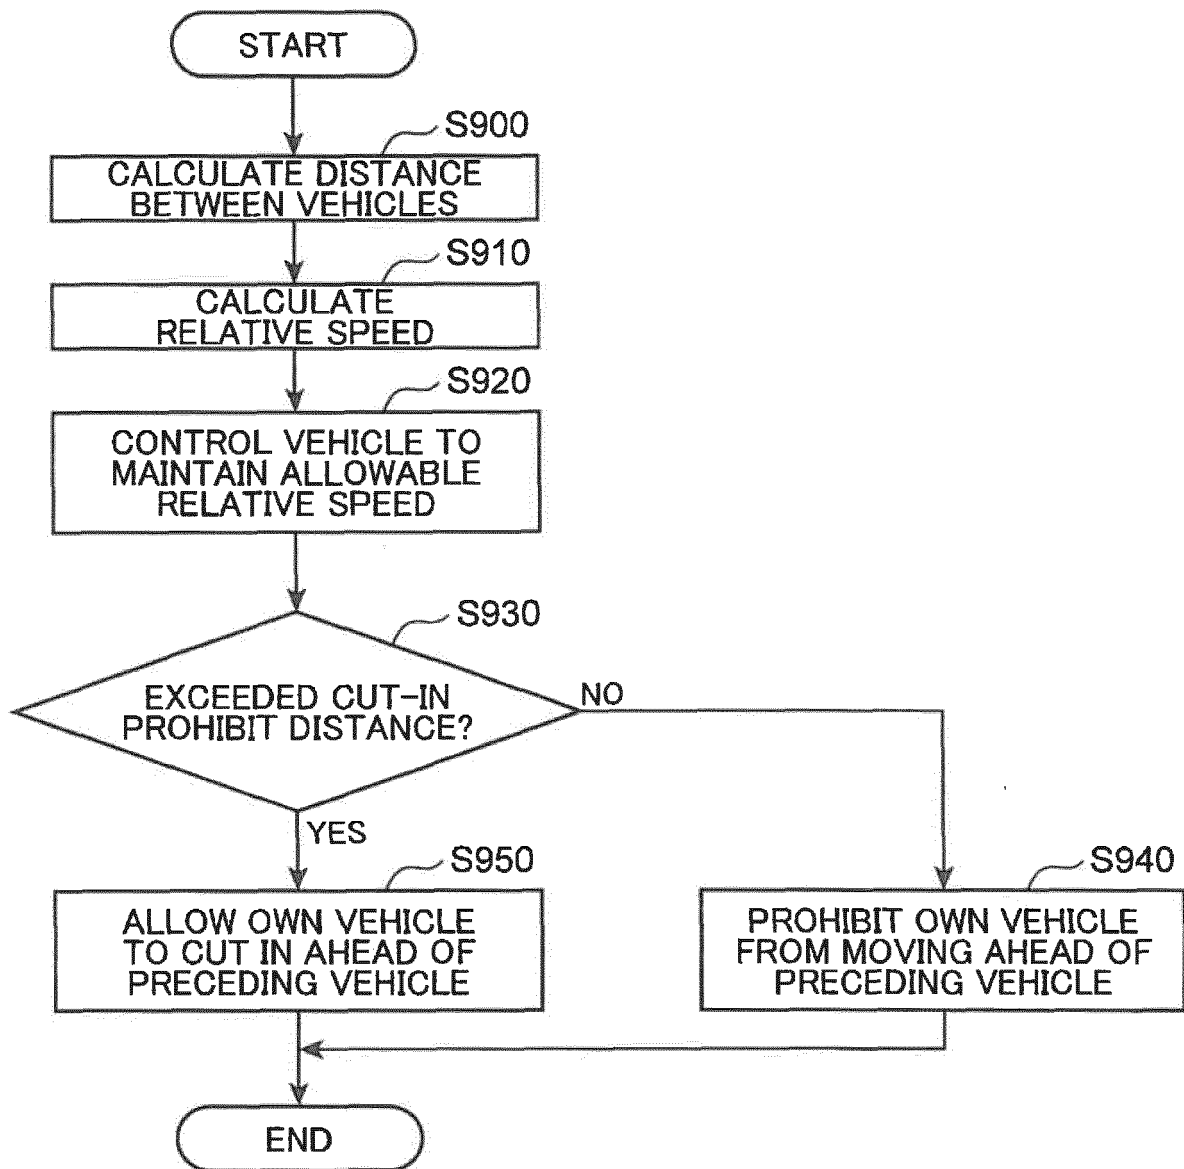 START
S900
CALCULATE DISTANCE
BETWEEN VEHICLES
S910
CALCULATE
RELATIVE SPEED
S920
CONTROL VEHICLE TO
MAINTAIN ALLOWABLE
RELATIVE SPEED
S930
EXCEEDED CUT-IN
PROHIBIT DISTANCE?
NO
YES
S950
ALLOW OWN VEHICLE
TO CUT IN AHEAD OF
PRECEDING VEHICLE
S940
PROHIBIT OWN VEHICLE
FROM MOVING AHEAD OF
PRECEDING VEHICLE
END